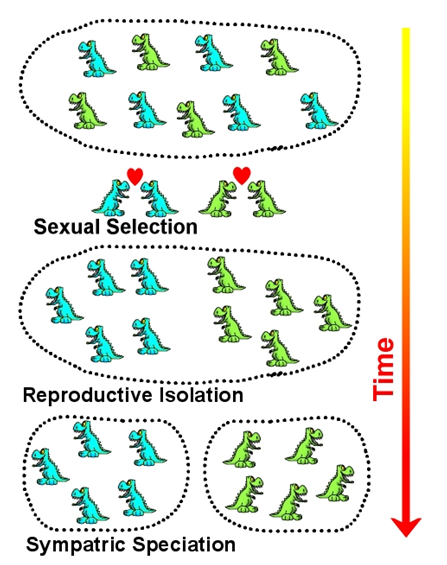 Sexual Selection
Reproductive Isolation
Time
Sympatric Speciation